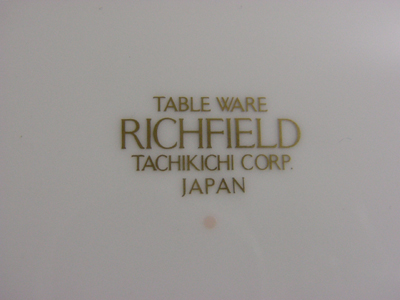 TABLE WARE
RICHFIELD
TACHIKICHI CORP.
JAPAN